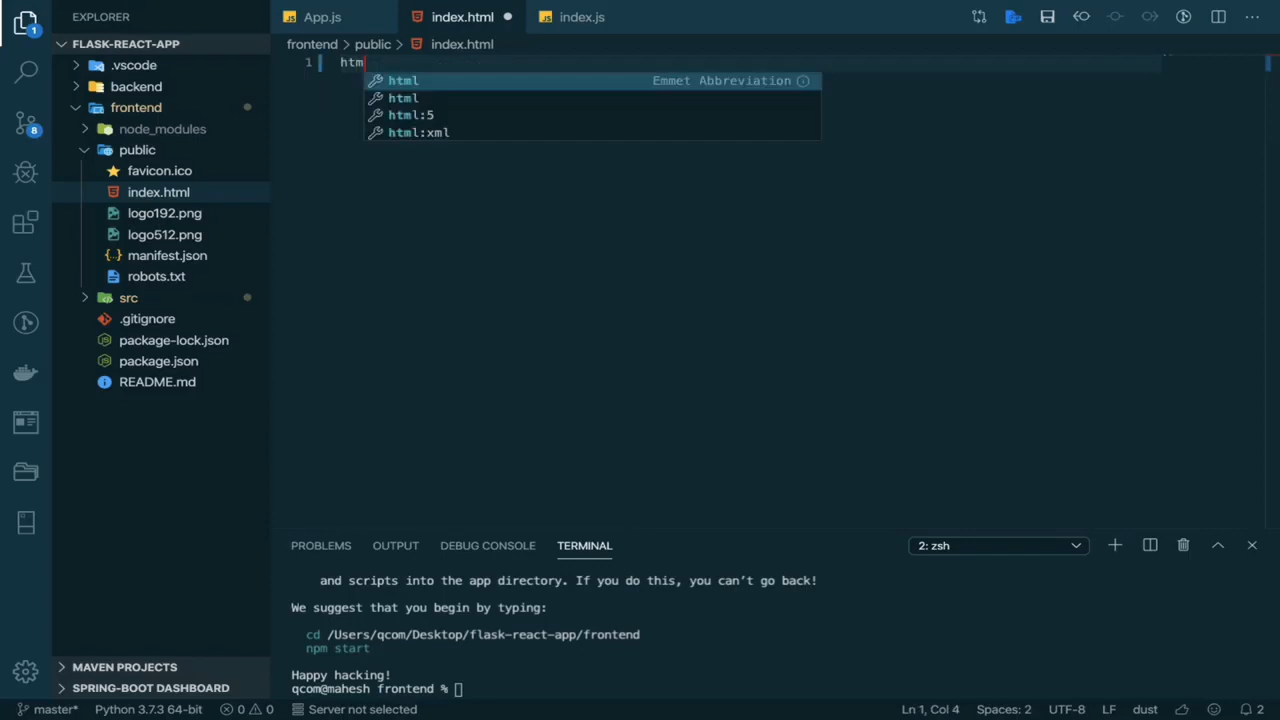 EXPLORER
App.js
index.html
index.js
FLASK-REACT-APP
frontend > public > index.html
.vscode
backend
frontend
node_modules
public
favicon.ico
index.html
logo192.png
logo512.png
manifest.json
robots.txt
src
.gitignore
package-lock.json
package.json
README.md
MAVEN PROJECTS
SPRING-BOOT DASHBOARD
1 htm
html Emmet Abbreviation
html
html:5
html:xml
PROBLEMS OUTPUT DEBUG CONSOLE TERMINAL 2: zsh
and scripts into the app directory. If you do this, you can’t go back!
We suggest that you begin by typing:
cd /Users/qcom/Desktop/flask-react-app/frontend
npm start
Happy hacking!
qcom@mahesh frontend %
1
8
master* Python 3.7.3 64-bit 0 0 Server not selected Ln 1, Col 4 Spaces: 2 UTF-8 LF HTML dust 2